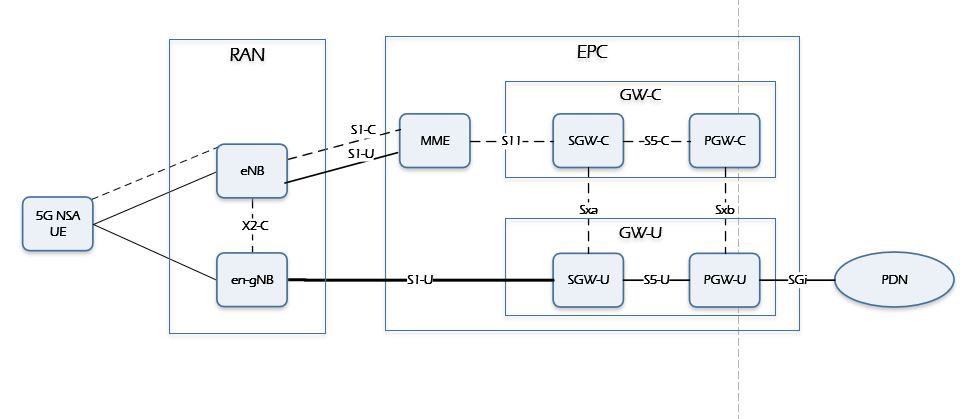 RAN
EPC
GW-C
S1-C
S1-U
MME
S11
SGW-C
S5-C
PGW-C
eNB
5G NSA
UE
X2-C
Sxa
Sxb
GW-U
en-gNB
S1-U
SGW-U
S5-U
PGW-U
SGi
PDN